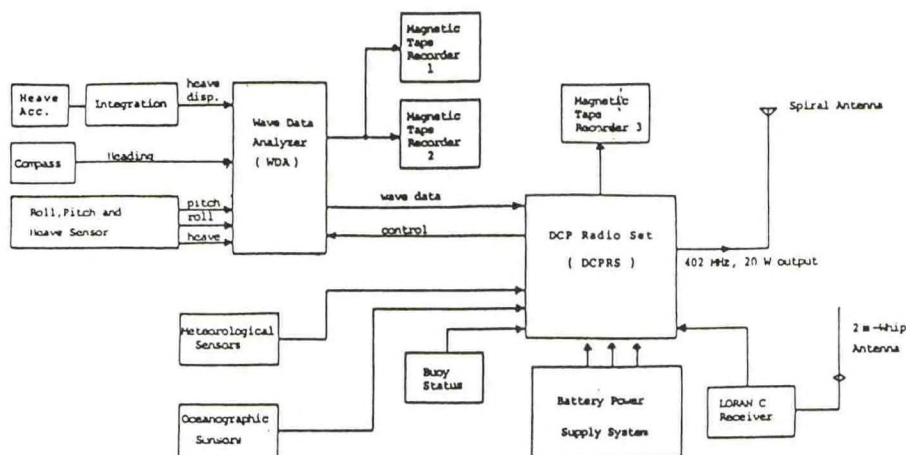 Heave
Acc.
Integration
heave
disp.
Compass
Heading
Roll,Pitch and
Heave Sensor
pitch
roll
heave
Wave Data
Analyzer
( WDA )
Magnetic
Tape
Recorder
1
Magnetic
Tape
Recorder
2
wave data
control
Magnetic
Tape
Recorder 3
DCP Radio Set
( DCPRS )
Spiral Antenna
402 MHz, 20 W output
Meteorological
Sensors
Oceanographic
Sensors
Buoy
Status
Battery Power
Supply System
LORAN C
Receiver
2 m-Whip
Antenna